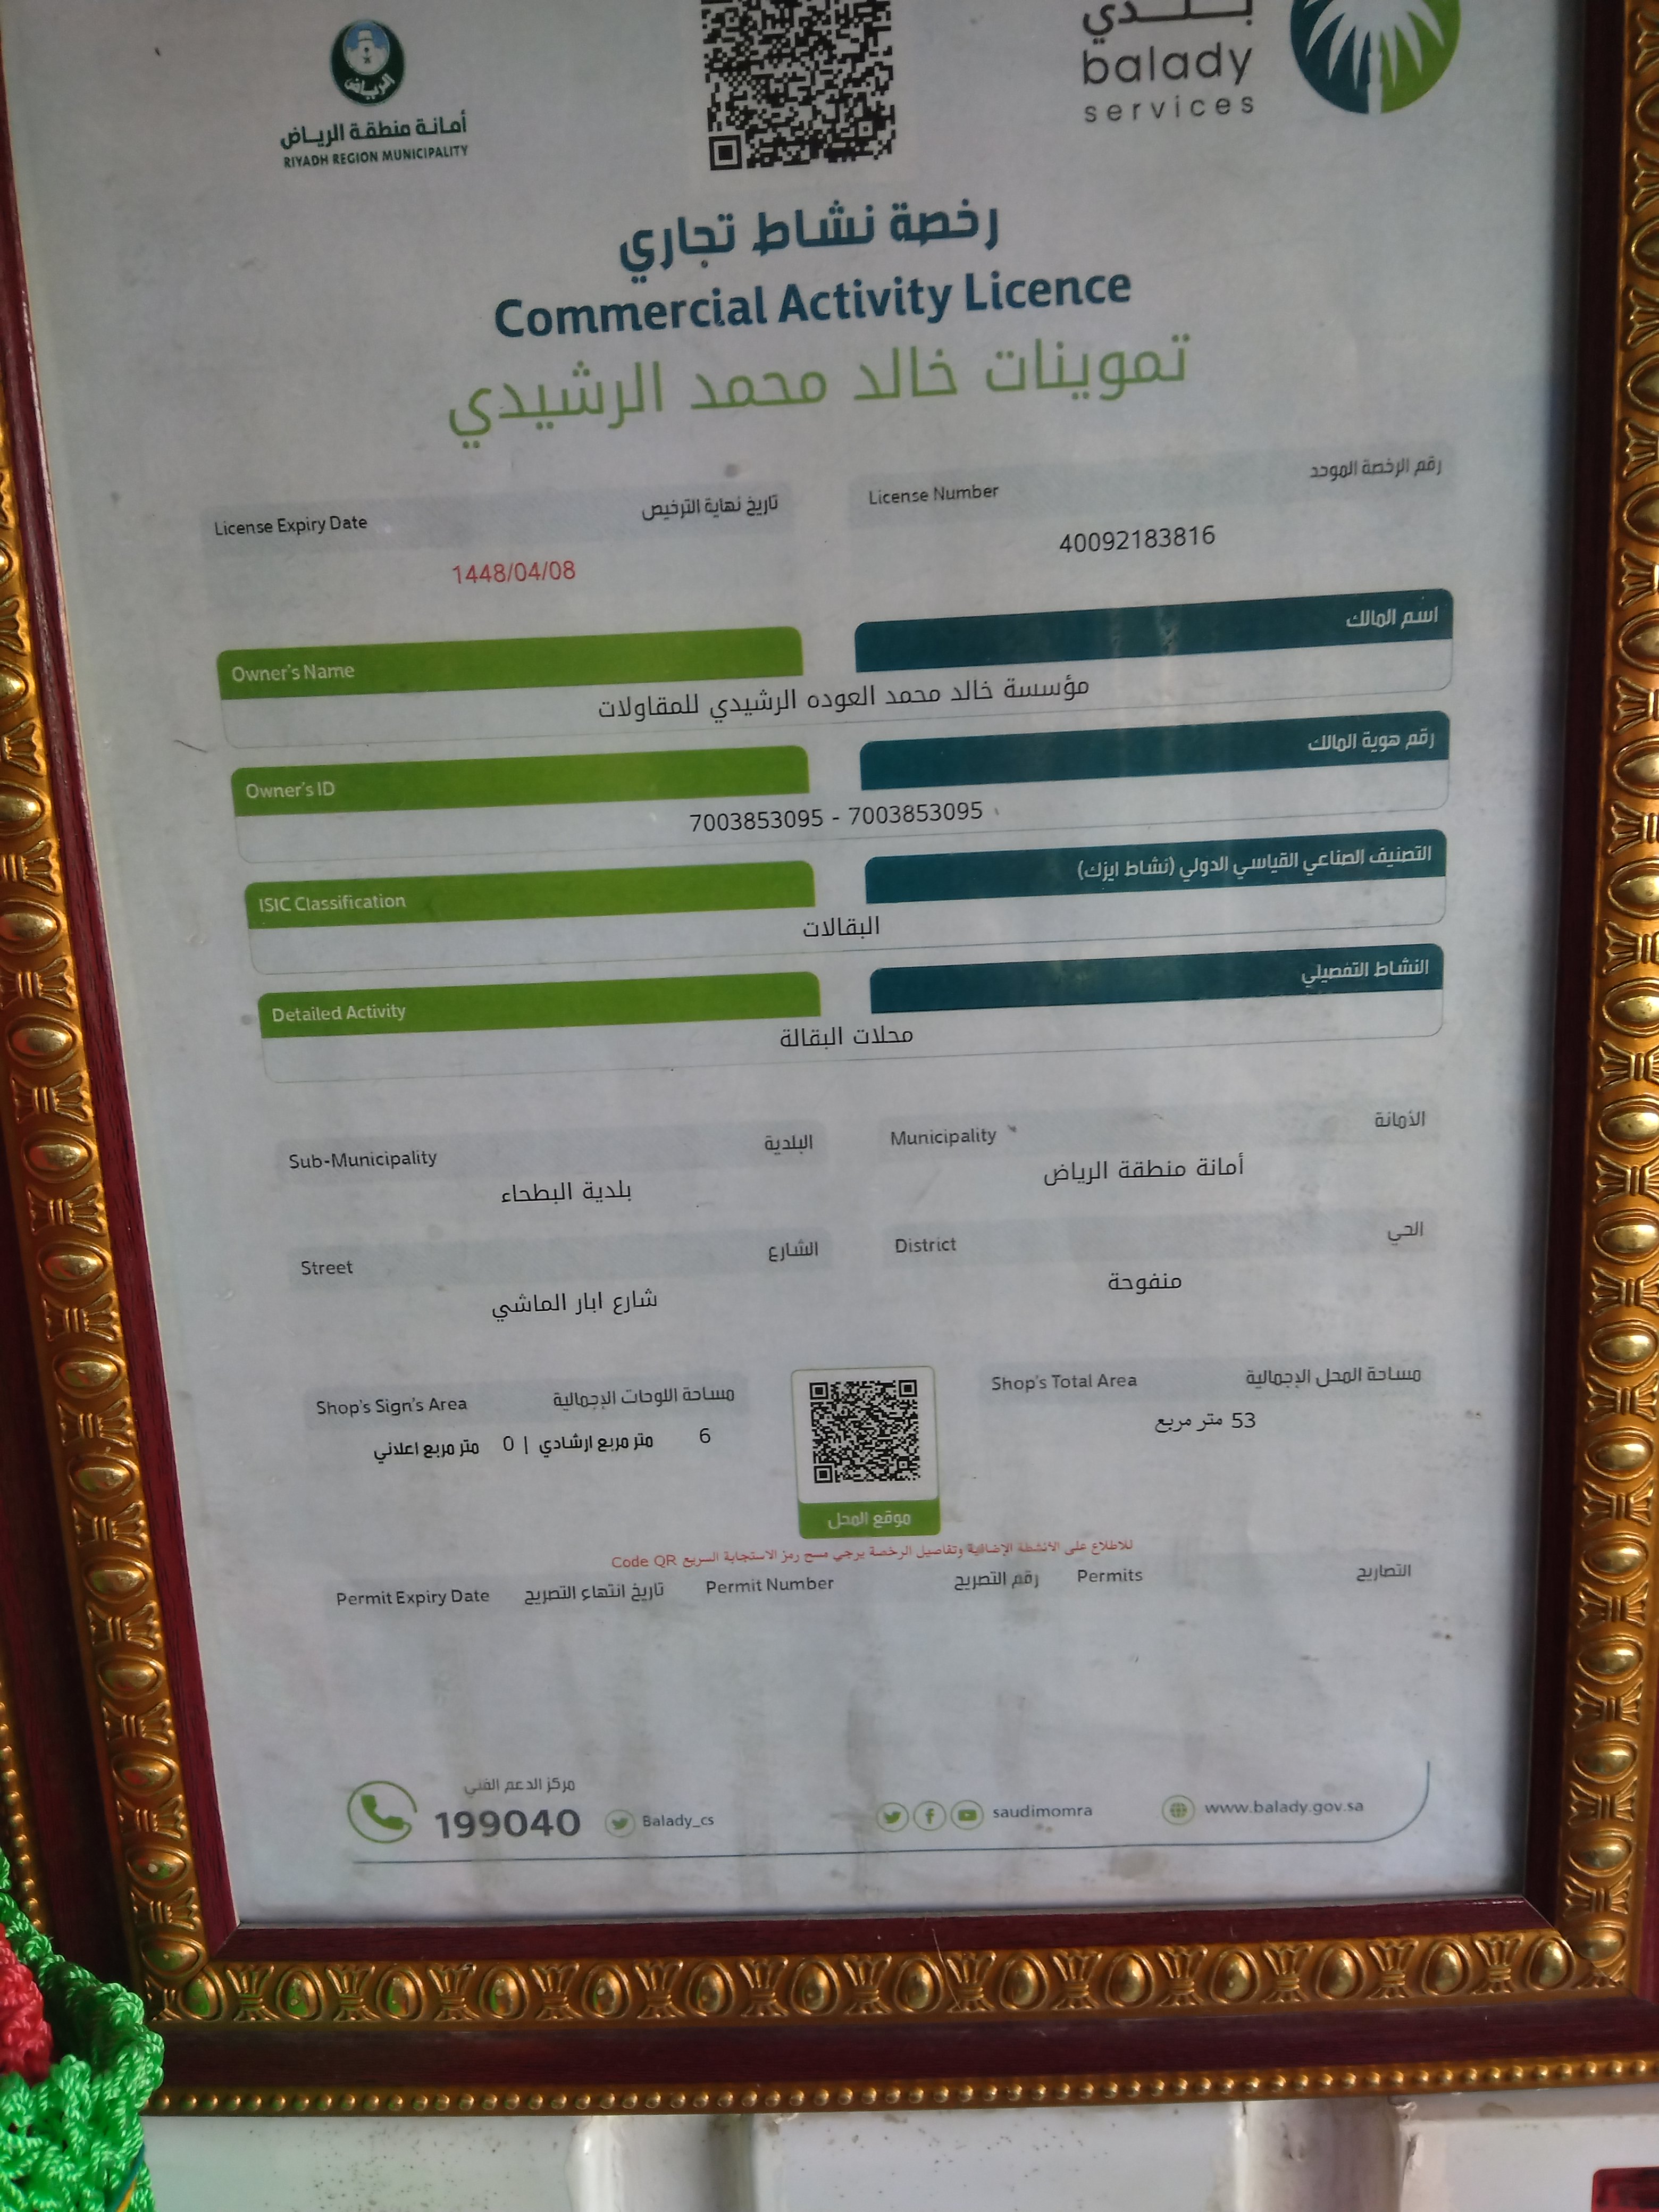 الرياض
أمانة منطقة الرياض
RIYADH REGION MUNICIPALITY
بلدي
balady
services
رخصة نشاط تجاري
Commercial Activity Licence
تموينات خالد محمد الرشيدي
رقم الرخصة الموحد
License Number
40092183816
تاريخ نهاية الترخيص
License Expiry Date
1448/04/08
اسم المالك
Owner's Name
مؤسسة خالد محمد العوده الرشيدي للمقاولات
رقم هوية المالك
Owner's ID
7003853095 - 7003853095
التصنيف الصناعي القياسي الدولي (نشاط ايزك)
ISIC Classification
البقالات
النشاط التفصيلي
Detailed Activity
محلات البقالة
الأمانة
Municipality
أمانة منطقة الرياض
البلدية
Sub-Municipality
بلدية البطحاء
الحي
District
منفوحة
الشارع
Street
شارع ابار الماشي
مساحة المحل الإجمالية
Shop's Total Area
53 متر مربع
مساحة اللوحات الإجمالية
Shop's Sign's Area
6 متر مربع ارشادي | 0 متر مربع اعلاني
موقع المحل
للاطلاع على الأنشطة الإضافية وتفاصيل الرخصة يرجي مسح رمز الاستجابة السريع Code QR
التصاريح Permits
رقم التصريح Permit Number
تاريخ انتهاء التصريح Permit Expiry Date
مركز الدعم الفني
199040
Balady_cs
saudimomra
www.balady.gov.sa